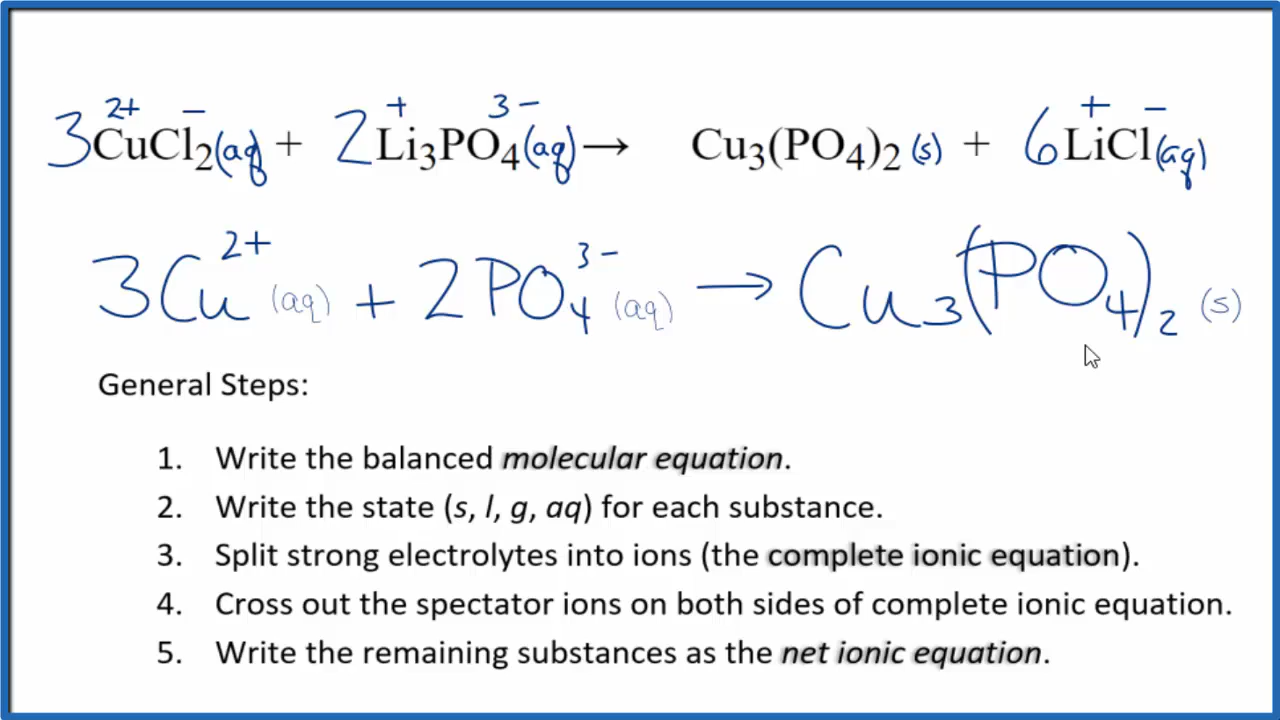 3CuCl₂(aq) + 2Li₃PO₄(aq) → Cu₃(PO₄)₂(s) + 6LiCl(aq)
2+ − + 3− + −
3Cu²⁺(aq) + 2PO₄³⁻(aq) → Cu₃(PO₄)₂(s)
General Steps:
1. Write the balanced molecular equation.
2. Write the state (s, l, g, aq) for each substance.
3. Split strong electrolytes into ions (the complete ionic equation).
4. Cross out the spectator ions on both sides of complete ionic equation.
5. Write the remaining substances as the net ionic equation.